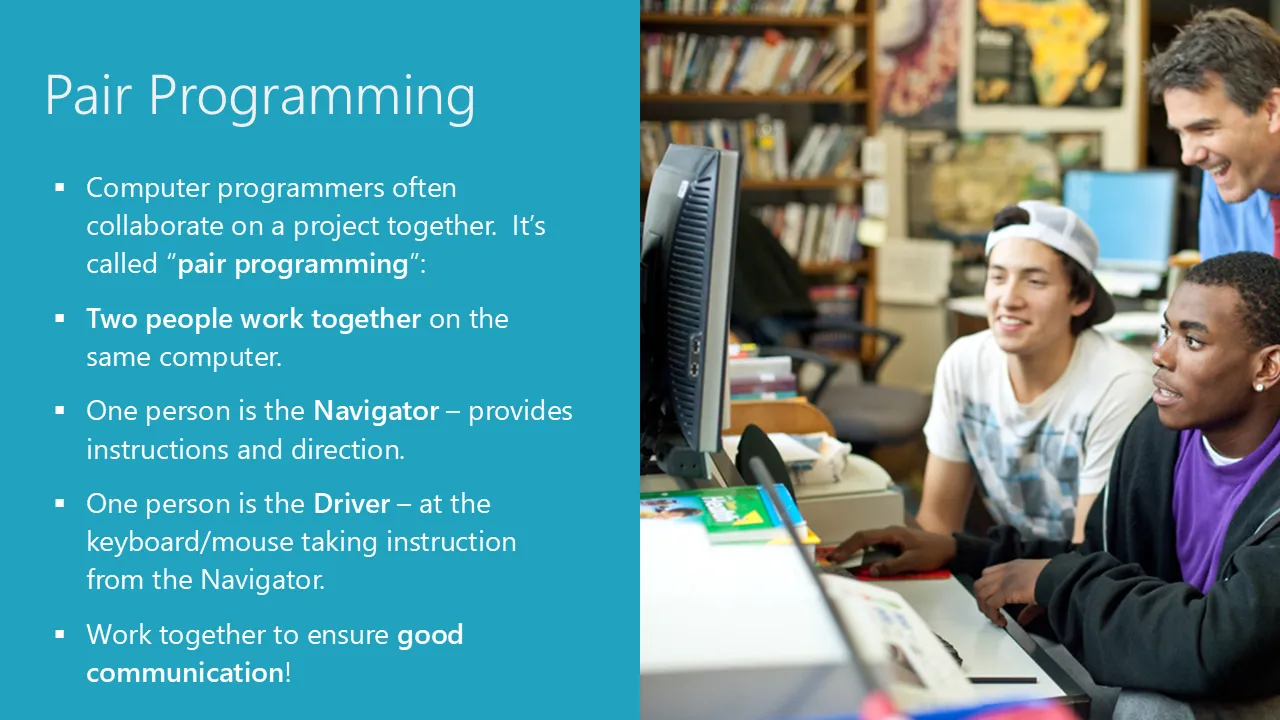 Pair Programming
▪ Computer programmers often
collaborate on a project together.  It’s
called “pair programming”:
▪ Two people work together on the
same computer.
▪ One person is the Navigator – provides
instructions and direction.
▪ One person is the Driver – at the
keyboard/mouse taking instruction
from the Navigator.
▪ Work together to ensure good
communication!